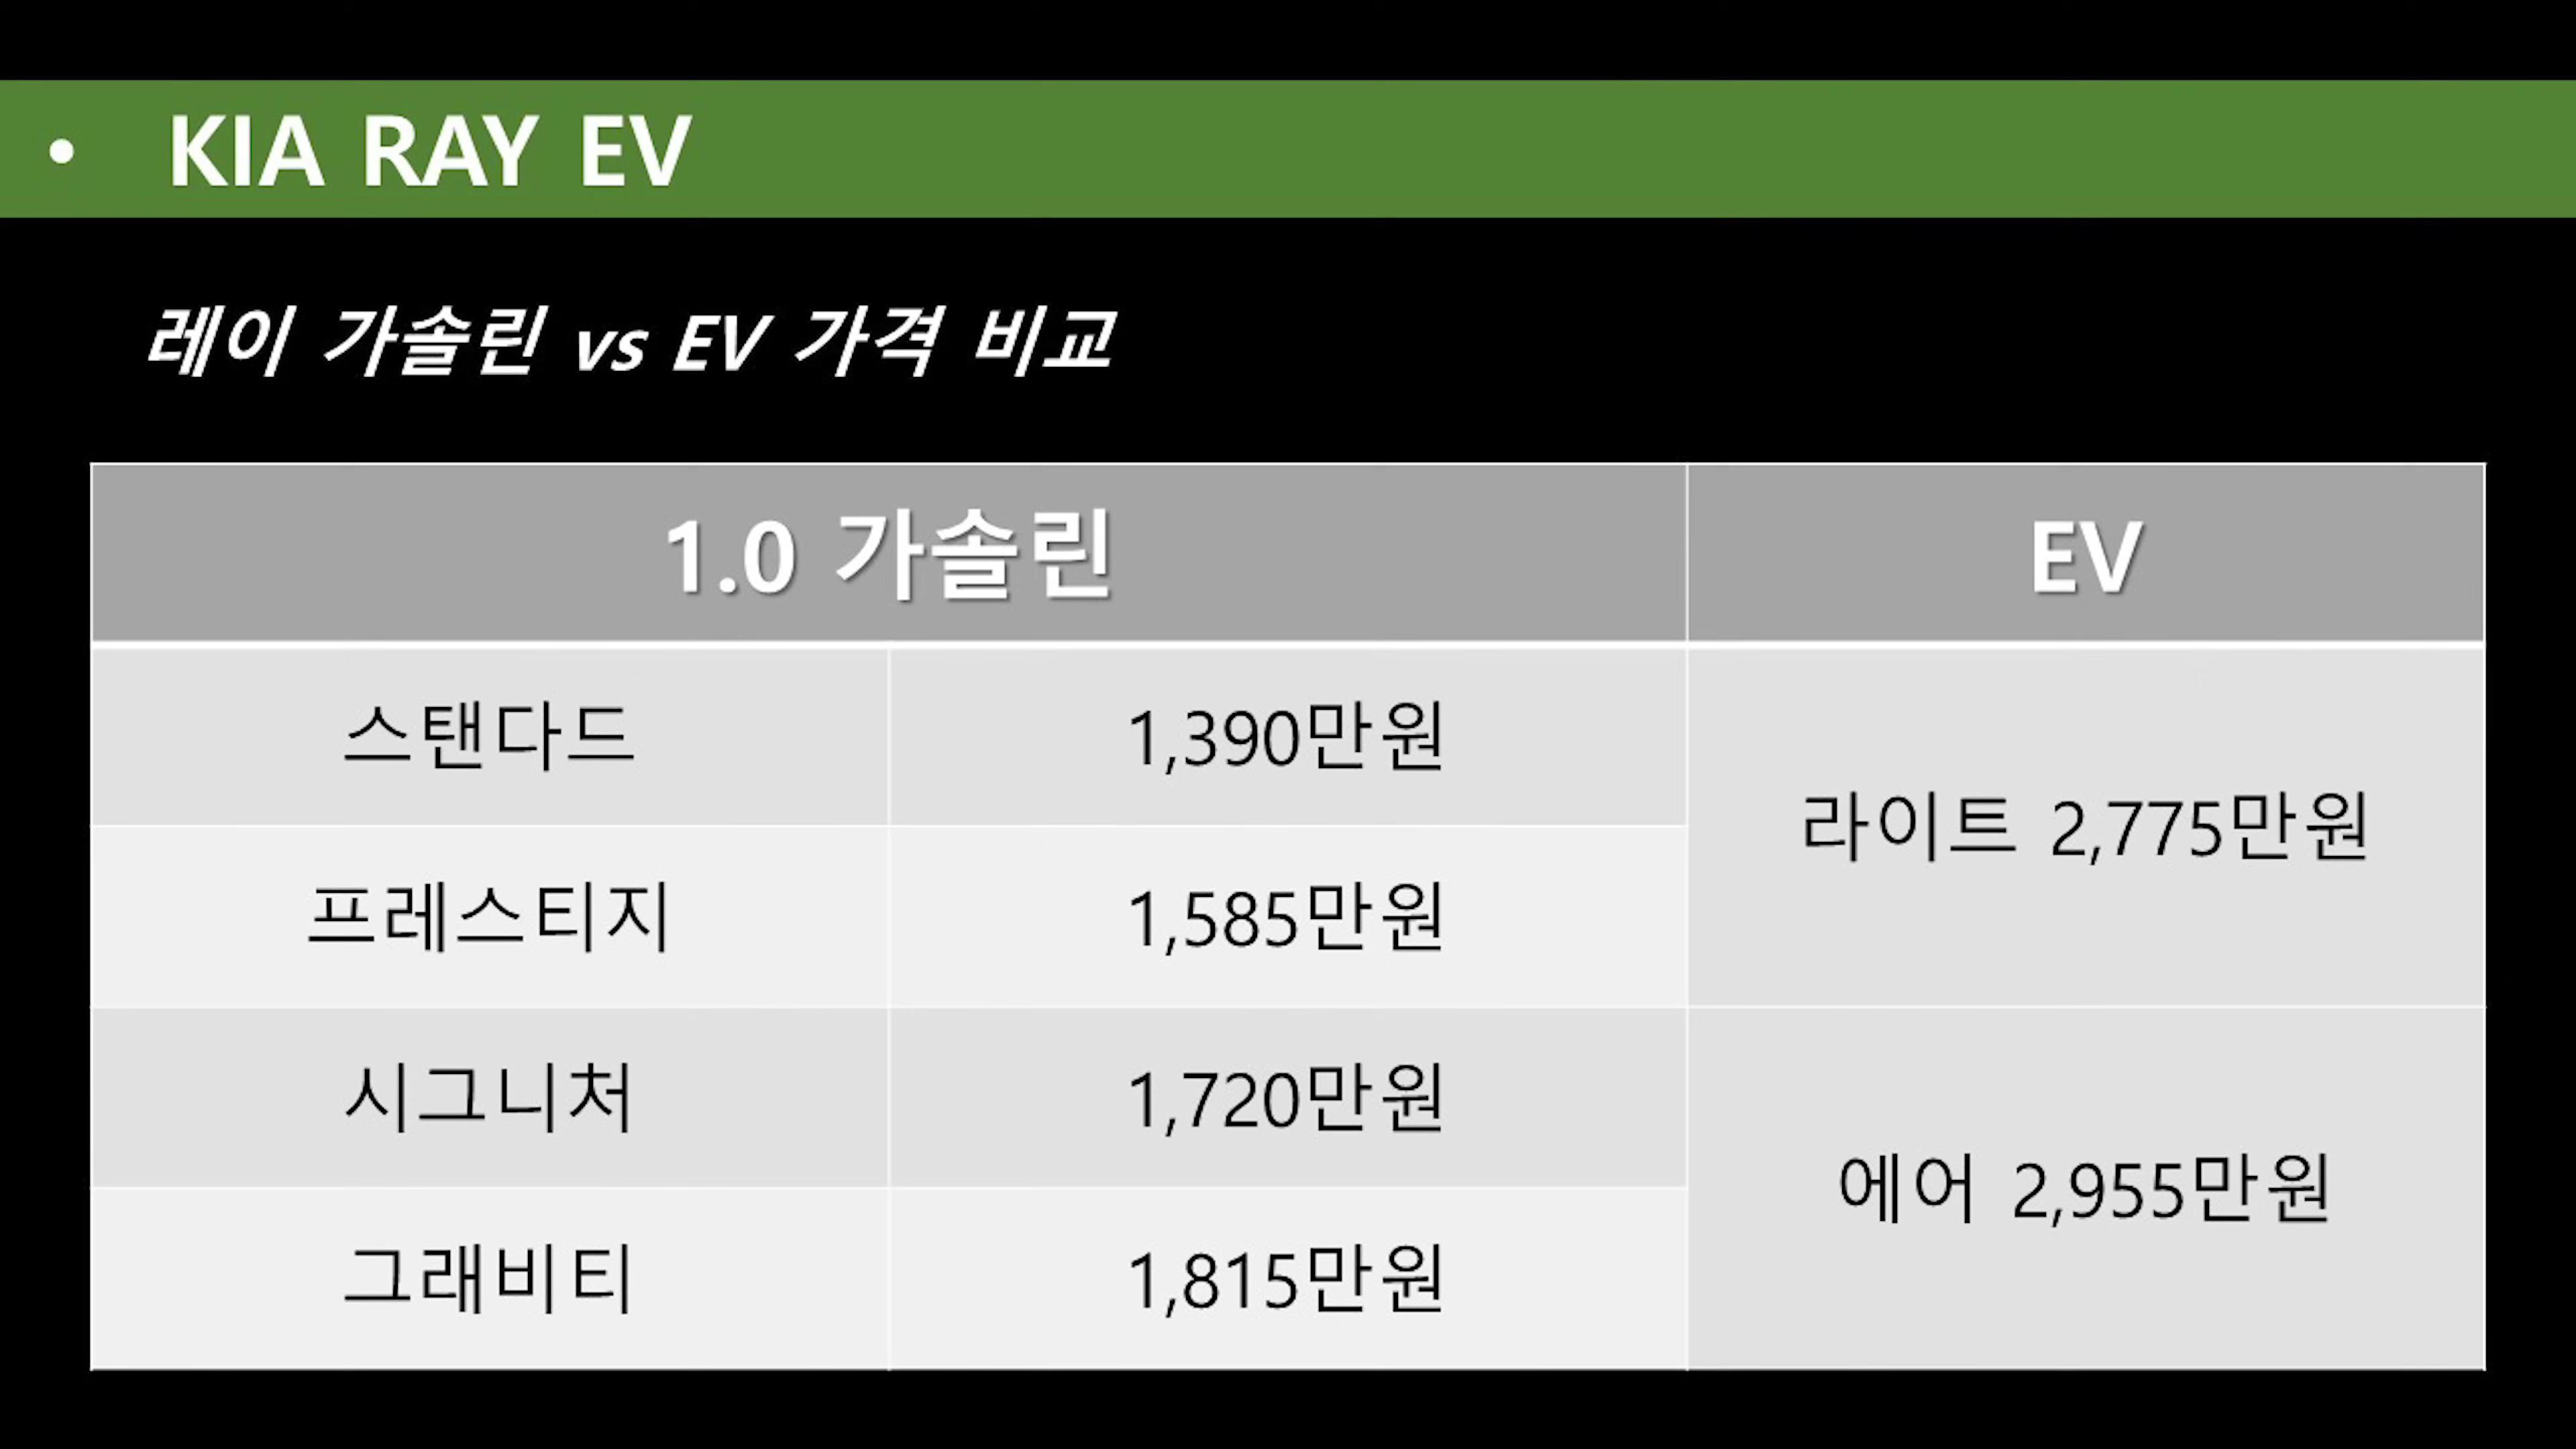 • KIA RAY EV
레이 가솔린 vs EV 가격 비교
1.0 가솔린 EV
스탠다드 1,390만원
라이트 2,775만원
프레스티지 1,585만원
시그니처 1,720만원
에어 2,955만원
그래비티 1,815만원